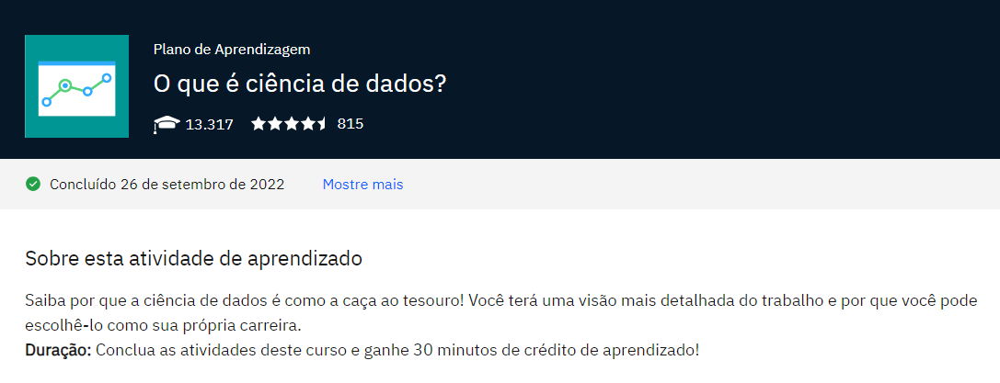 Plano de Aprendizagem
O que é ciência de dados?
13.317 815
Concluído 26 de setembro de 2022 Mostre mais
Sobre esta atividade de aprendizado
Saiba por que a ciência de dados é como a caça ao tesouro! Você terá uma visão mais detalhada do trabalho e por que você pode
escolhê-lo como sua própria carreira.
Duração: Conclua as atividades deste curso e ganhe 30 minutos de crédito de aprendizado!